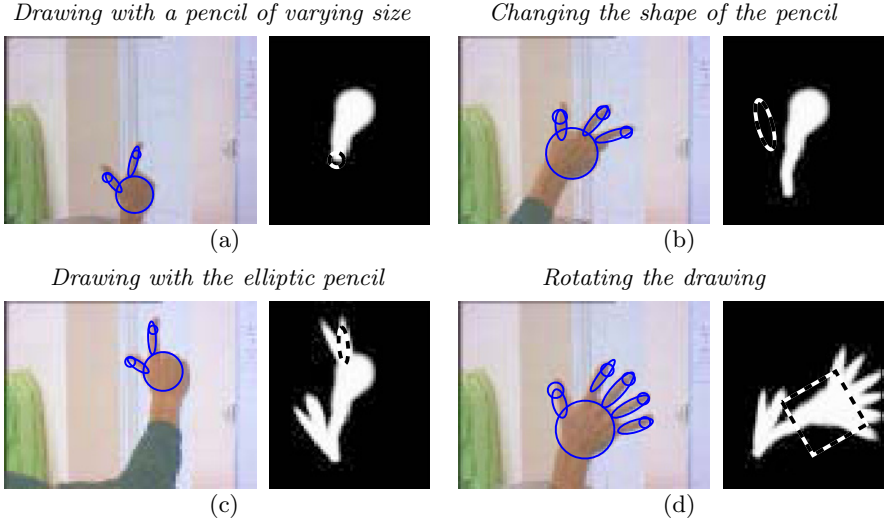 Drawing with a pencil of varying size
Changing the shape of the pencil
(a)
(b)
Drawing with the elliptic pencil
Rotating the drawing
(c)
(d)